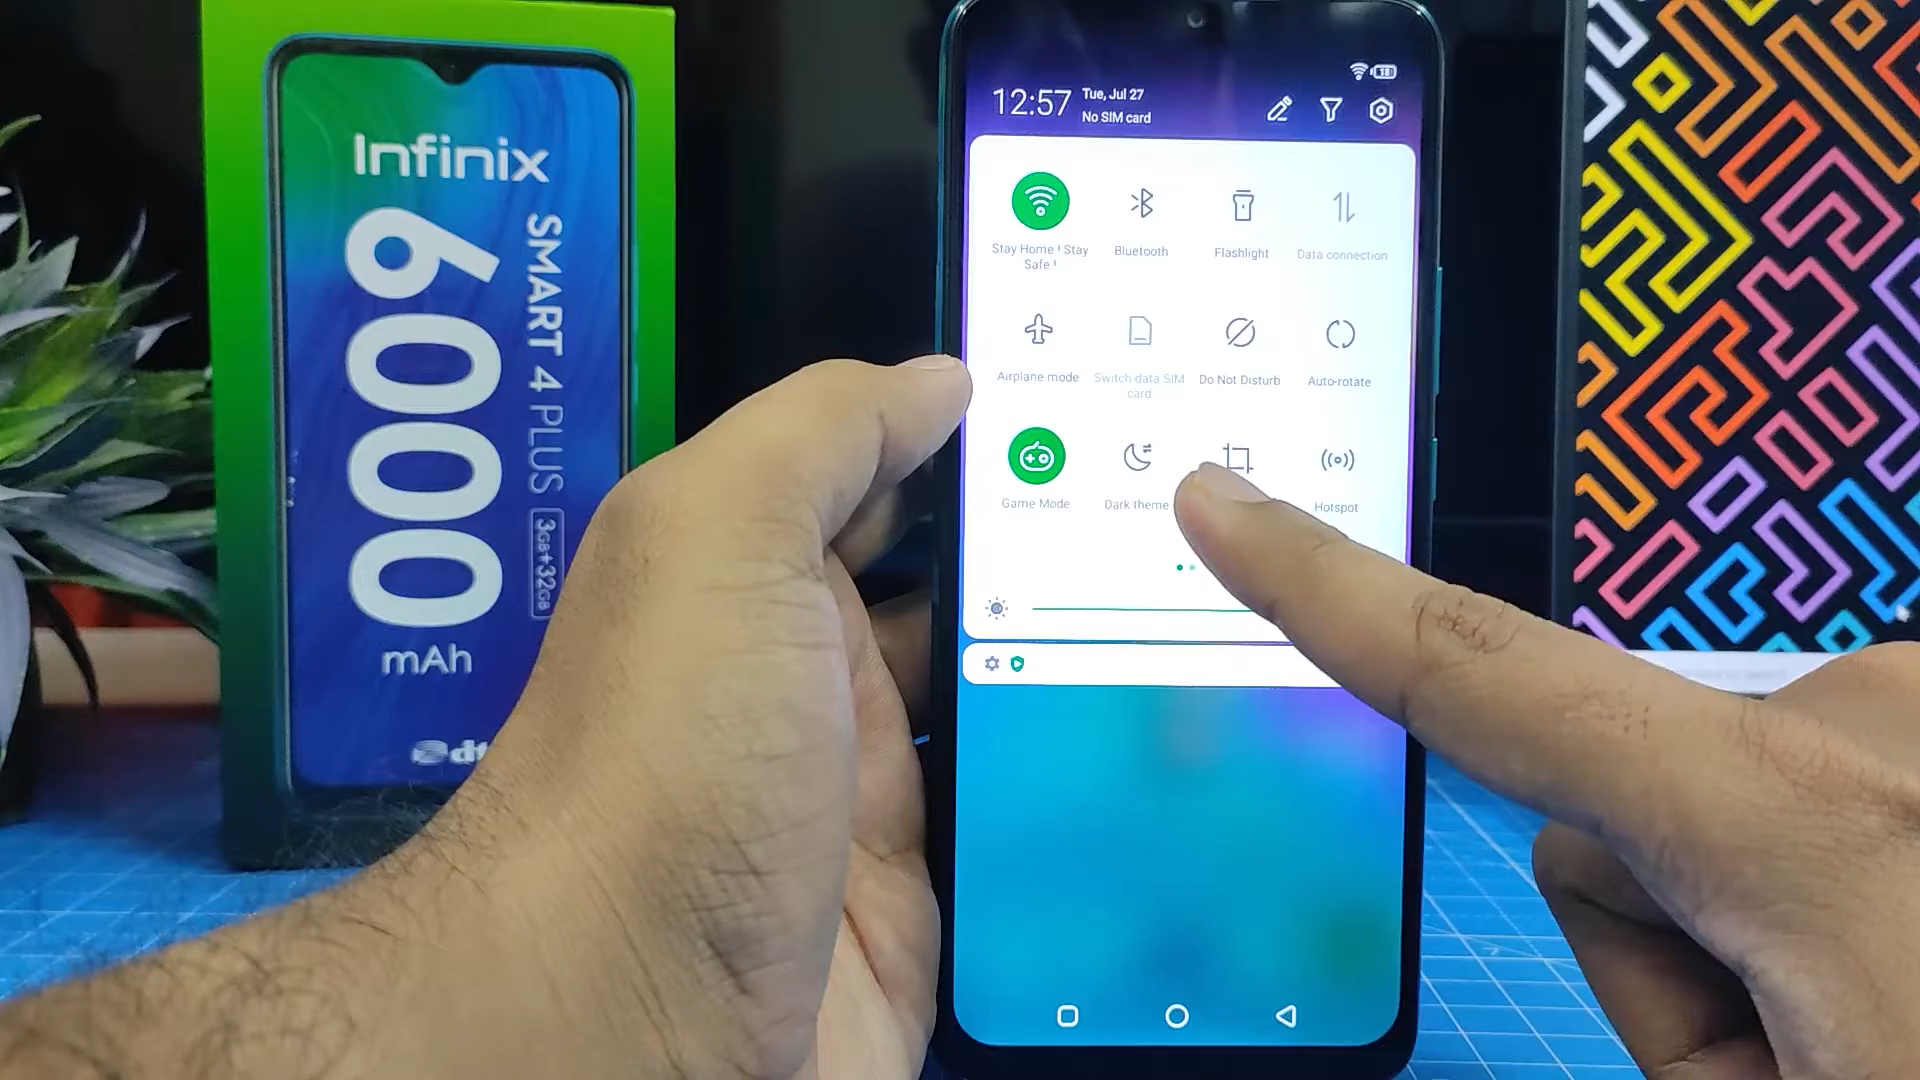 Infinix
6000
mAh
SMART 4 PLUS
3GB+32GB
12:57
Tue, Jul 27
No SIM card
18
Stay Home ! Stay
Safe !
Bluetooth
Flashlight
Data connection
Airplane mode
Switch data SIM
card
Do Not Disturb
Auto-rotate
Game Mode
Dark theme
Hotspot